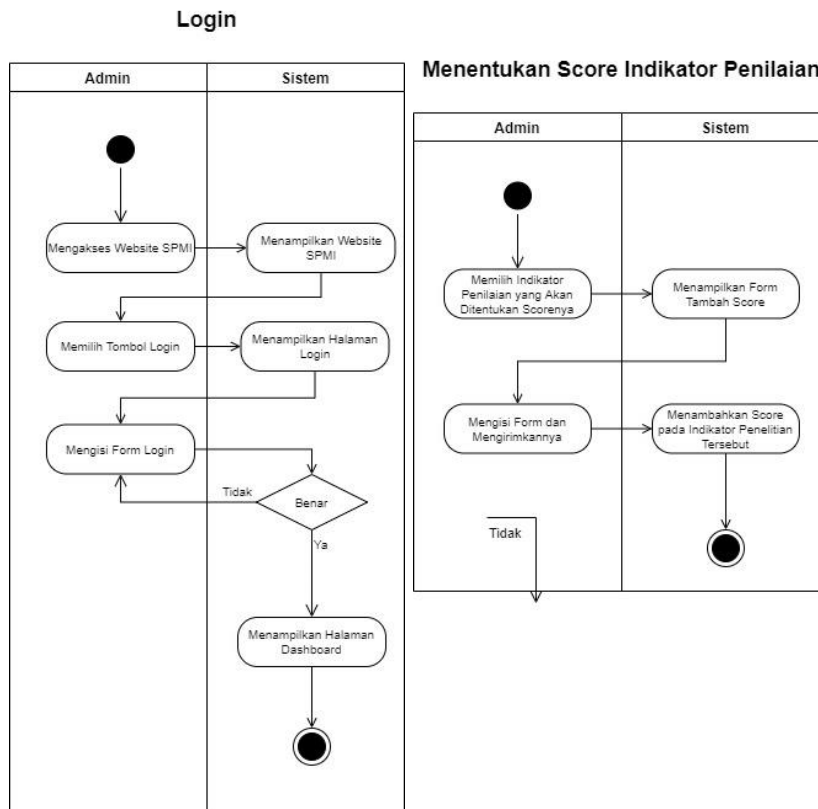 Login
Admin
Sistem
Mengakses Website SPMI
Menampilkan Website
SPMI
Memilih Tombol Login
Menampilkan Halaman
Login
Mengisi Form Login
Tidak
Benar
Ya
Menampilkan Halaman
Dashboard
Menentukan Score Indikator Penilaian
Admin
Sistem
Memilih Indikator
Penilaian yang Akan
Ditentukan Scorenya
Menampilkan Form
Tambah Score
Mengisi Form dan
Mengirimkannya
Menambahkan Score
pada Indikator Penelitian
Tersebut
Tidak